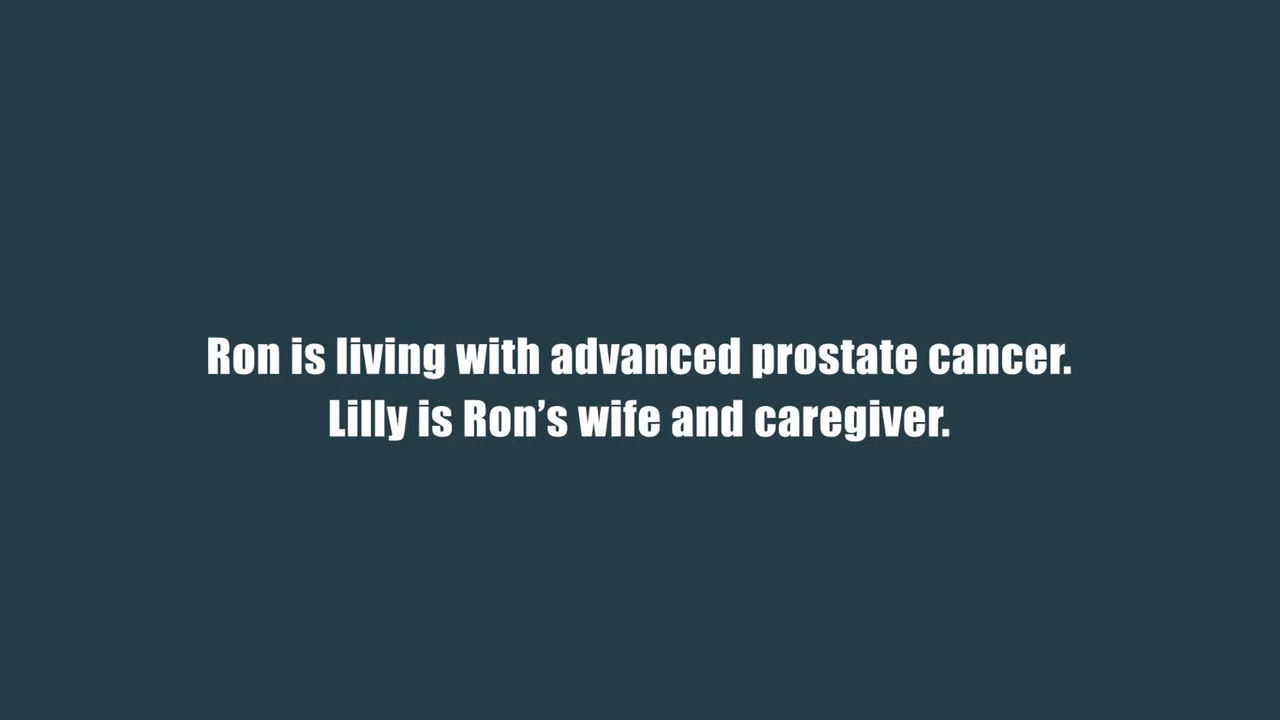 Ron is living with advanced prostate cancer.
Lilly is Ron’s wife and caregiver.